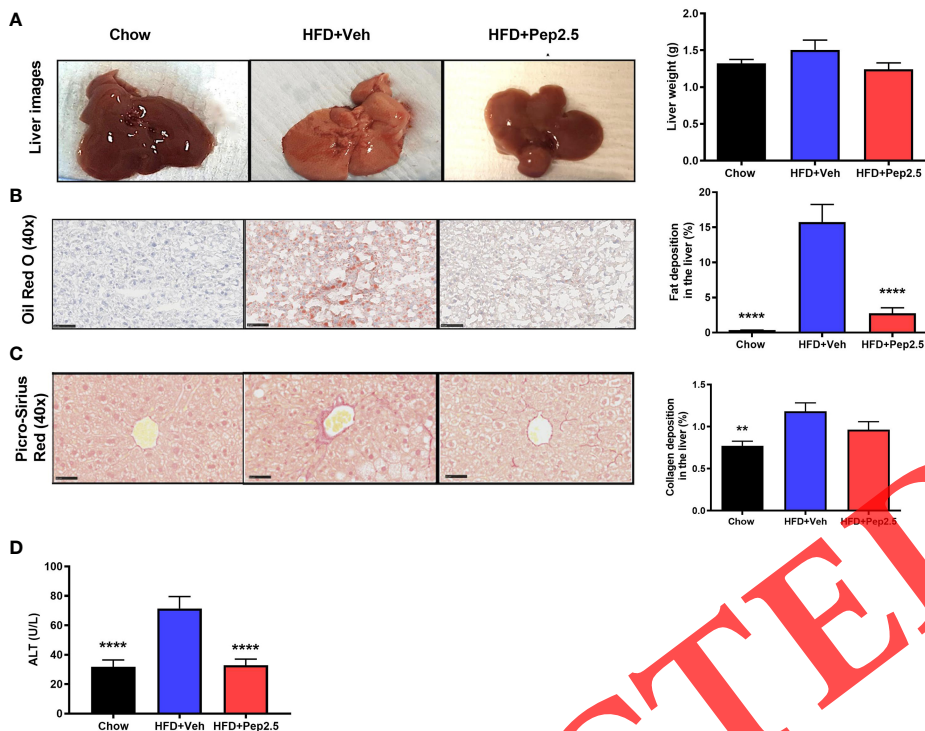 A
Chow
HFD+Veh
HFD+Pep2.5
Liver images
Liver weight (g)
2.0
1.5
1.0
0.5
0.0
Chow
HFD+Veh
HFD+Pep2.5
B
Oil Red O (40x)
Fat deposition
in the liver (%)
20
15
10
5
0
****
****
Chow
HFD+Veh
HFD+Pep2.5
C
Picro-Sirius
Red (40x)
Collagen deposition
in the liver (%)
1.5
1.0
0.5
0.0
**
Chow
HFD+Veh
HFD+Pep2.5
D
ALT (U/L)
100
80
60
40
20
0
****
****
Chow
HFD+Veh
HFD+Pep2.5
STE